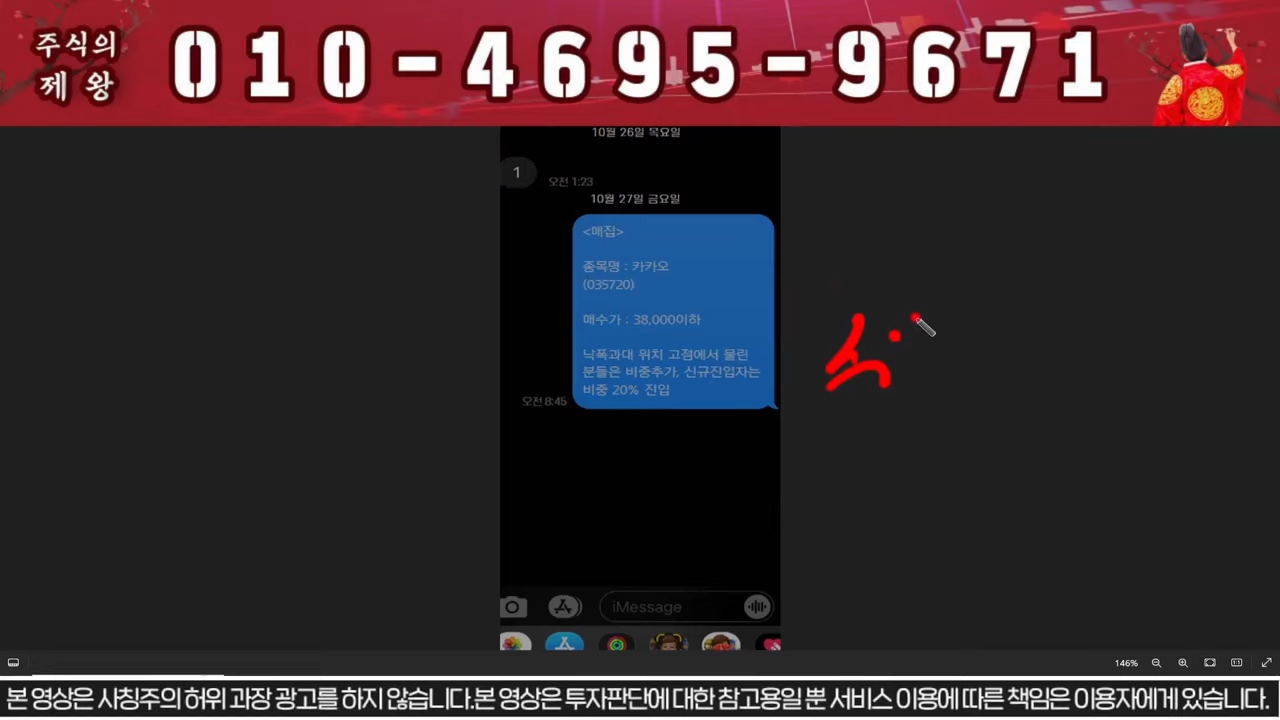 주식의
제왕
010-4695-9671
10월 26일 목요일
1
오전 1:23
10월 27일 금요일
<매집>
종목명 : 카카오
(035720)
매수가 : 38,000이하
낙폭과대 위치 고점에서 물린
분들은 비중추가, 신규진입자는
비중 20% 진입
오전 8:45
iMessage
146%
본 영상은 사칭주의 허위 과장 광고를 하지 않습니다.본 영상은 투자판단에 대한 참고용일 뿐 서비스 이용에 따른 책임은 이용자에게 있습니다.